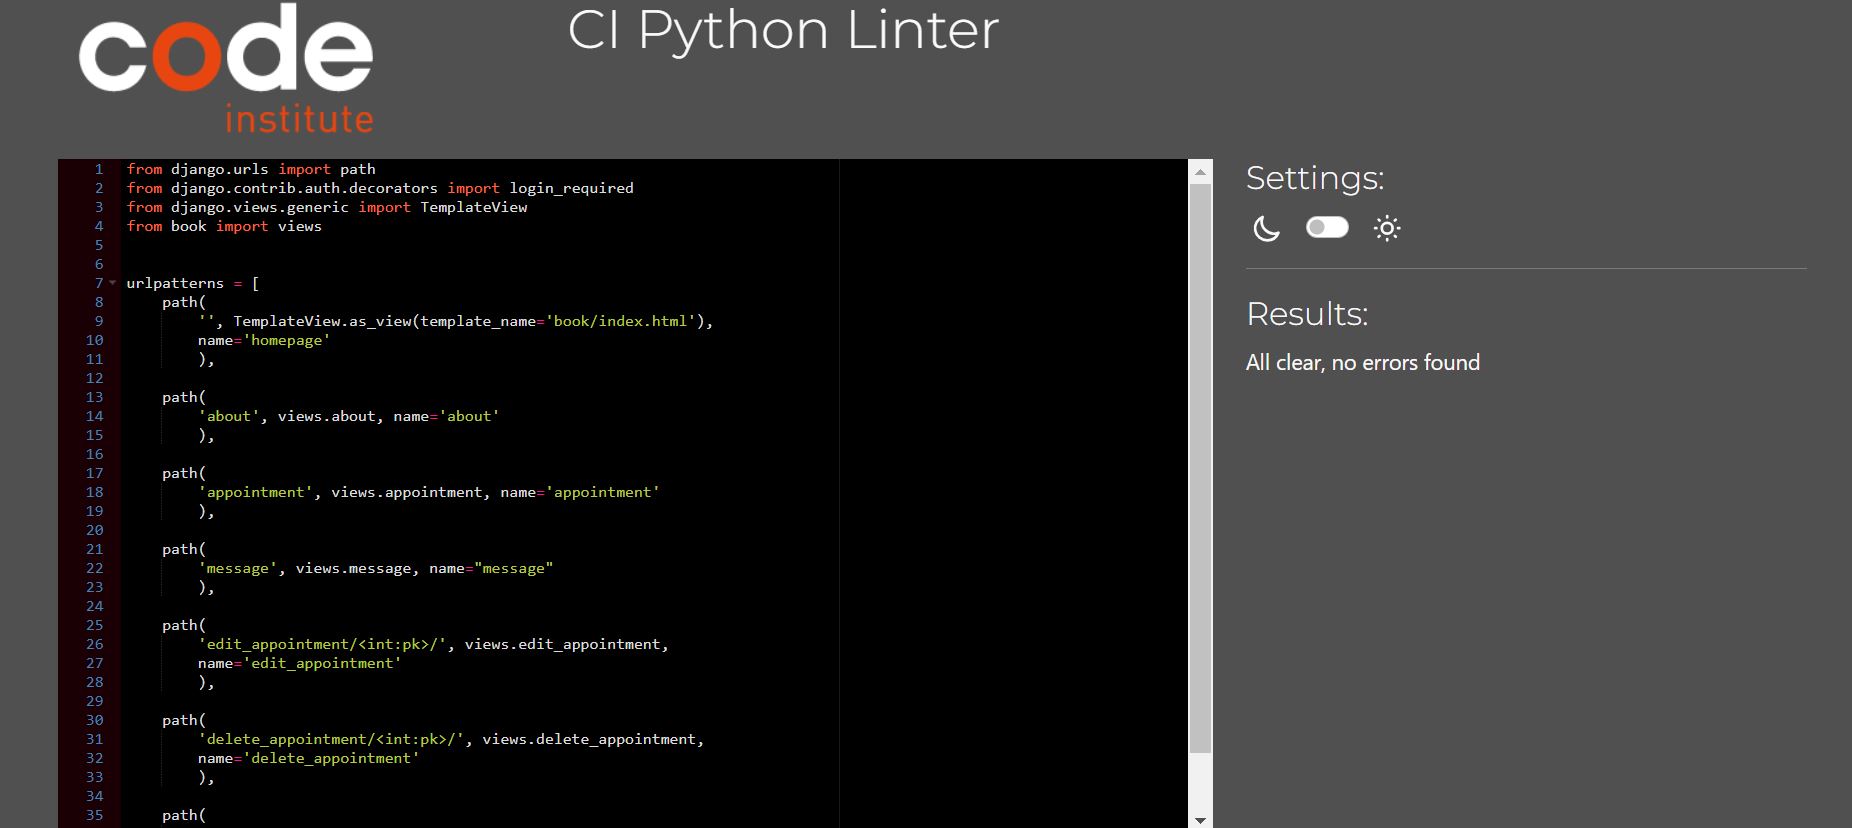 code
institute
CI Python Linter
1 from django.urls import path
2 from django.contrib.auth.decorators import login_required
3 from django.views.generic import TemplateView
4 from book import views
5
6
7 urlpatterns = [
8     path(
9         '', TemplateView.as_view(template_name='book/index.html'),
10         name='homepage'
11         ),
12
13     path(
14         'about', views.about, name='about'
15         ),
16
17     path(
18         'appointment', views.appointment, name='appointment'
19         ),
20
21     path(
22         'message', views.message, name="message"
23         ),
24
25     path(
26         'edit_appointment/<int:pk>/', views.edit_appointment,
27         name='edit_appointment'
28         ),
29
30     path(
31         'delete_appointment/<int:pk>/', views.delete_appointment,
32         name='delete_appointment'
33         ),
34
35     path(
Settings:
Results:
All clear, no errors found